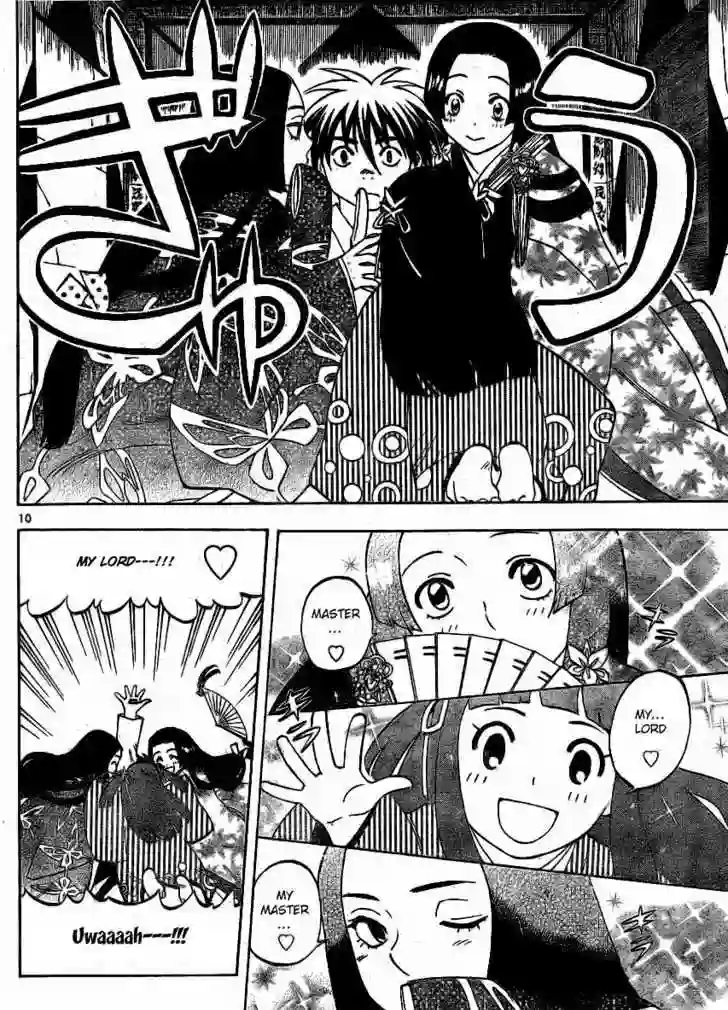 ぎゅう
10
MASTER
...
♡
MY LORD---!!!
♡
MY...
LORD
♡
MY
MASTER
♡
Uwaaaah---!!!